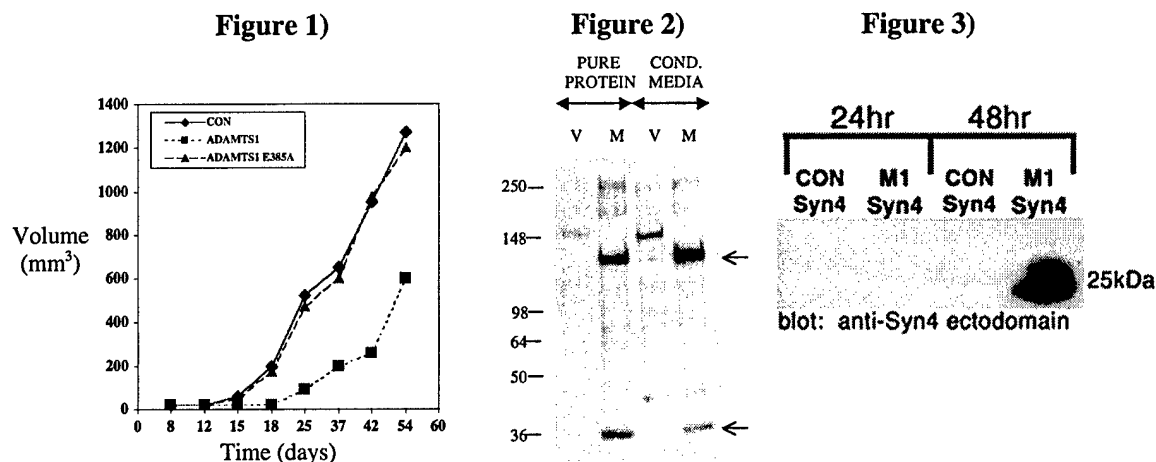 Figure 1)
1400
1200
1000
800
600
400
200
0
CON
ADAMTS1
ADAMTS1 E385A
Volume
(mm3)
0 8 12 15 18 25 37 42 54 60
Time (days)
Figure 2)
PURE COND.
PROTEIN MEDIA
V M V M
250
148
98
64
50
36
Figure 3)
24hr 48hr
CON M1 CON M1
Syn4 Syn4 Syn4 Syn4
25kDa
blot: anti-Syn4 ectodomain